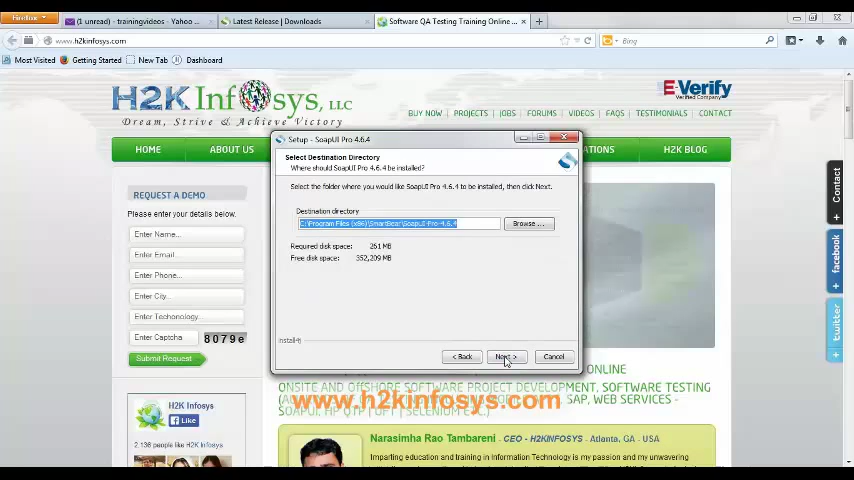 Firefox
(1 unread) - trainingvideos - Yahoo ...
Latest Release | Downloads
Software QA Testing Training Online ...
www.h2kinfosys.com
Bing
Most Visited
Getting Started
New Tab
Dashboard
H2K Infosys, LLC
Dream, Strive & Achieve Victory
E-Verify
BUY NOW | PROJECTS | JOBS | FORUMS | VIDEOS | FAQS | TESTIMONIALS | CONTACT
HOME
ABOUT US
ATIONS
H2K BLOG
REQUEST A DEMO
Please enter your details below.
Enter Name...
Enter Email...
Enter Phone...
Enter City...
Enter Techonology...
Enter Captcha
8079e
Submit Request
H2K Infosys
Like
2,136 people like H2K Infosys.
Setup - SoapUI Pro 4.6.4
Select Destination Directory
Where should SoapUI Pro 4.6.4 be installed?
Select the folder where you would like SoapUI Pro 4.6.4 to be installed, then click Next.
Destination directory
C:\Program Files (x86)\SmartBear\SoapUI-Pro-4.6.4
Browse ...
Required disk space: 261 MB
Free disk space: 352,209 MB
install4j
< Back
Next >
Cancel
ONLINE
ONSITE AND OFFSHORE SOFTWARE PROJECT DEVELOPMENT, SOFTWARE TESTING
SAP, WEB SERVICES -
SOAPUI, HP QTP | UFT | SELENIUM ETC.)
www.h2kinfosys.com
Narasimha Rao Tambareni - CEO - H2KINFOSYS - Atlanta, GA - USA
Imparting education and training in Information Technology is my passion and my unwavering
Contact
facebook
twitter